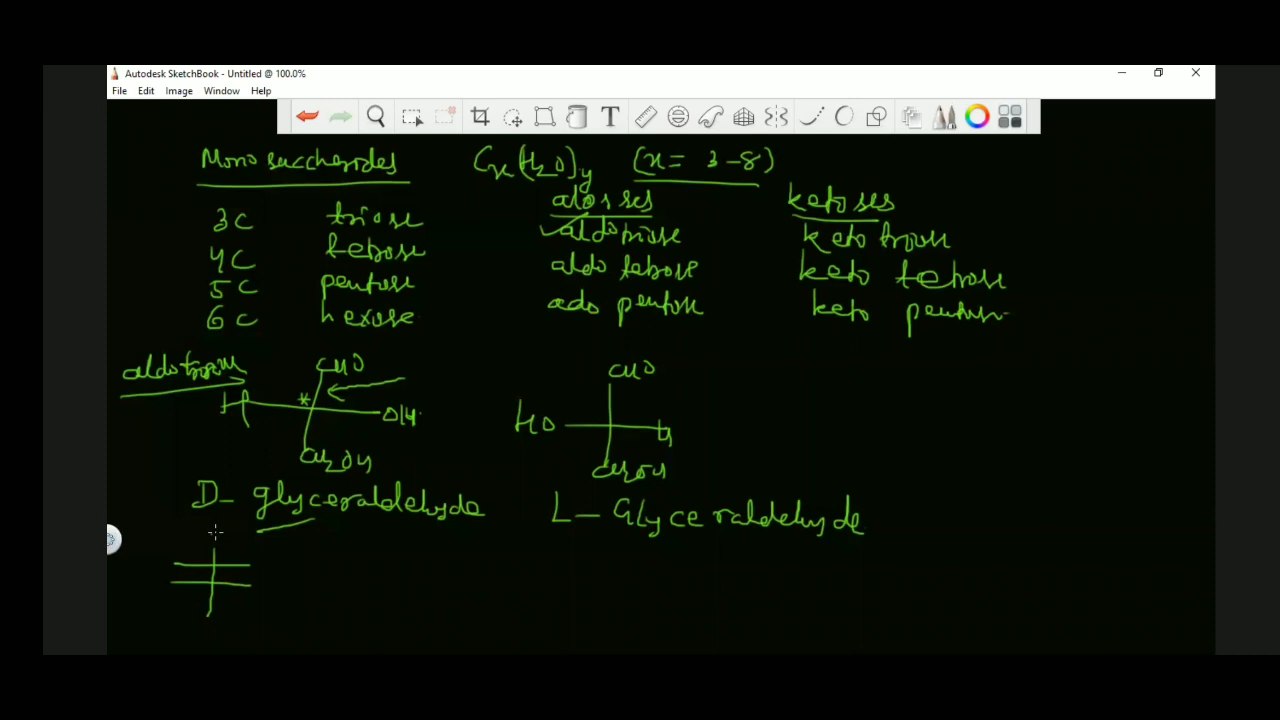 Autodesk SketchBook - Untitled @ 100.0%
File Edit Image Window Help
Mono saccharides Cx(H2O)y (x = 3-8)
aldoses ketoses
3C triose aldotriose keto triose
4C tetrose aldo tetrose keto tetrose
5C pentose ado pentose keto pentose
6C hexose
aldotriose CHO CHO
H * OH HO H
CH2OH CH2OH
D- glyceraldehyde L- Glyceraldehyde